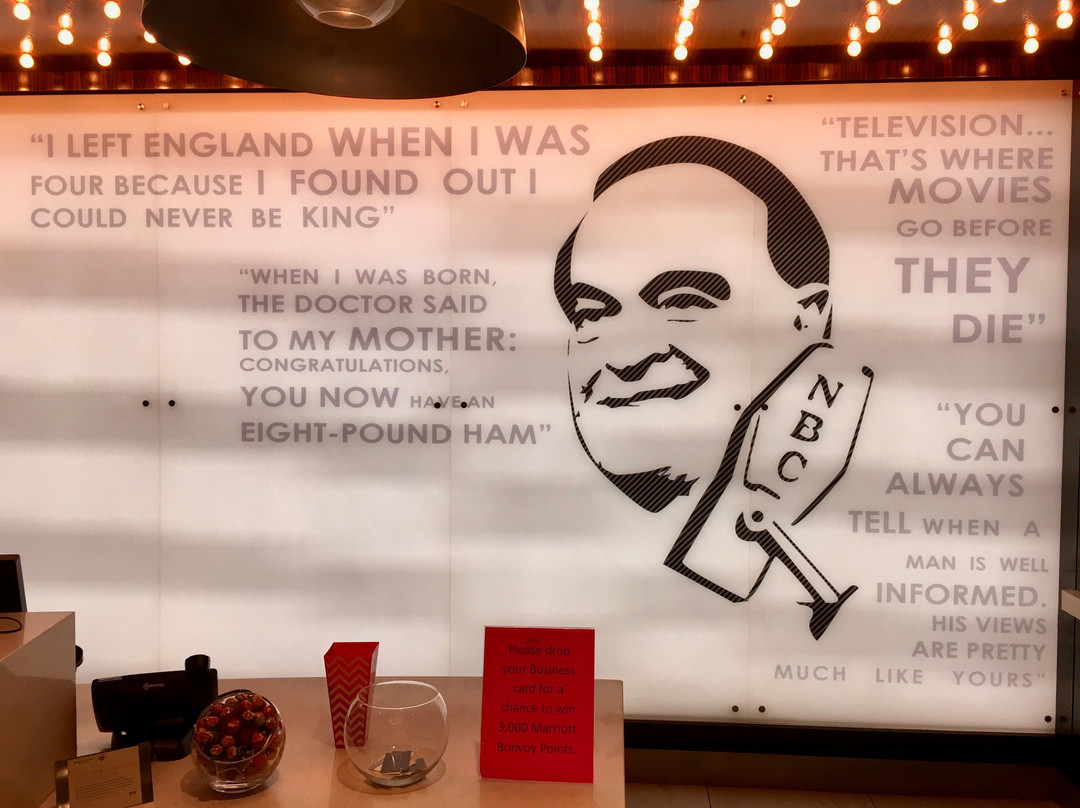 “I LEFT ENGLAND WHEN I WAS
FOUR BECAUSE I FOUND OUT I
COULD NEVER BE KING”
“WHEN I WAS BORN,
THE DOCTOR SAID
TO MY MOTHER:
CONGRATULATIONS,
YOU NOW HAVE AN
EIGHT-POUND HAM”
NBC
“TELEVISION...
THAT’S WHERE
MOVIES
GO BEFORE
THEY
DIE”
“YOU
CAN
ALWAYS
TELL WHEN A
MAN IS WELL
INFORMED.
HIS VIEWS
ARE PRETTY
MUCH LIKE YOURS”
Please drop
your Business
card for a
chance to win
3,000 Marriott
Bonvoy Points.